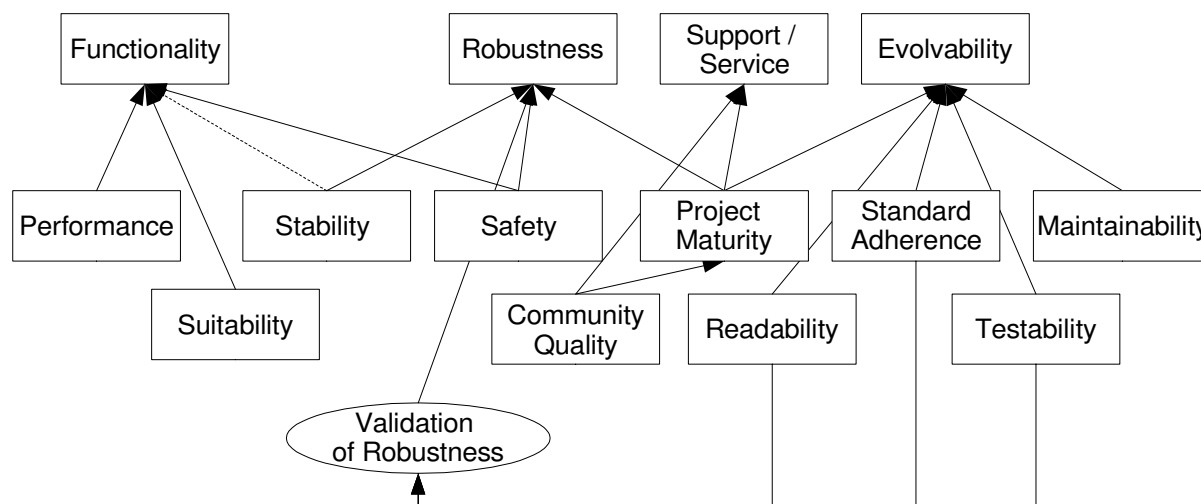 Functionality
Robustness
Support /
Service
Evolvability
Performance
Stability
Safety
Project
Maturity
Standard
Adherence
Maintainability
Suitability
Community
Quality
Readability
Testability
Validation
of Robustness